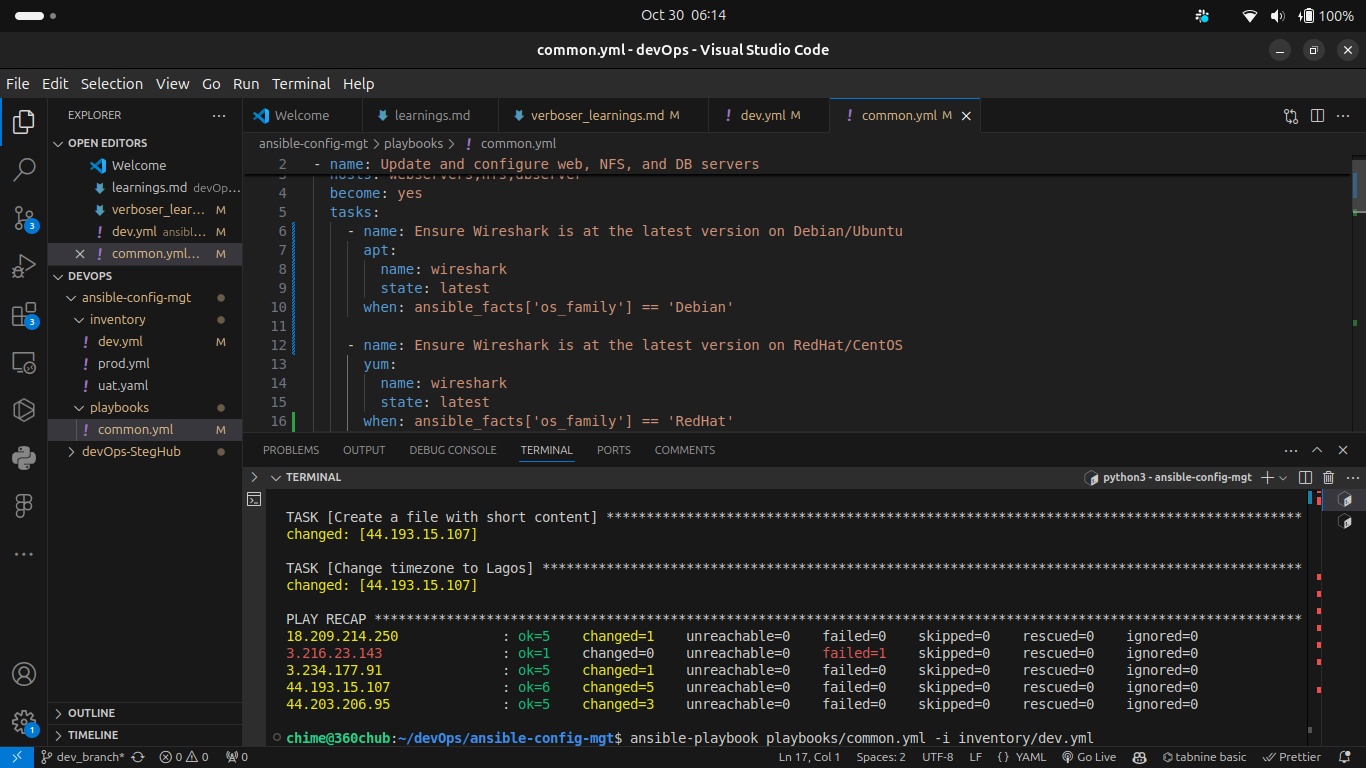 Oct 30 06:14
100%
common.yml - devOps - Visual Studio Code
File Edit Selection View Go Run Terminal Help
EXPLORER
OPEN EDITORS
Welcome
learnings.md devO...
verboser_lear... M
dev.yml ansibl... M
common.yml... M
DEVOPS
ansible-config-mgt
inventory
dev.yml M
prod.yml
uat.yaml
playbooks
common.yml M
devOps-StegHub
OUTLINE
TIMELINE
3
3
1
Welcome learnings.md verboser_learnings.md M dev.yml M common.yml M
ansible-config-mgt > playbooks > ! common.yml
2 - name: Update and configure web, NFS, and DB servers
3 hosts: webservers,nfs,dbserver
4 become: yes
5 tasks:
6 - name: Ensure Wireshark is at the latest version on Debian/Ubuntu
7 apt:
8 name: wireshark
9 state: latest
10 when: ansible_facts['os_family'] == 'Debian'
11
12 - name: Ensure Wireshark is at the latest version on RedHat/CentOS
13 yum:
14 name: wireshark
15 state: latest
16 when: ansible_facts['os_family'] == 'RedHat'
PROBLEMS OUTPUT DEBUG CONSOLE TERMINAL PORTS COMMENTS
TERMINAL
python3 - ansible-config-mgt
TASK [Create a file with short content] ***************************************************************************************
changed: [44.193.15.107]
TASK [Change timezone to Lagos] ***********************************************************************************************
changed: [44.193.15.107]
PLAY RECAP ********************************************************************************************************************
18.209.214.250 : ok=5 changed=1 unreachable=0 failed=0 skipped=0 rescued=0 ignored=0
3.216.23.143 : ok=1 changed=0 unreachable=0 failed=1 skipped=0 rescued=0 ignored=0
3.234.177.91 : ok=5 changed=1 unreachable=0 failed=0 skipped=0 rescued=0 ignored=0
44.193.15.107 : ok=6 changed=5 unreachable=0 failed=0 skipped=0 rescued=0 ignored=0
44.203.206.95 : ok=5 changed=3 unreachable=0 failed=0 skipped=0 rescued=0 ignored=0
chime@360chub:~/devOps/ansible-config-mgt$ ansible-playbook playbooks/common.yml -i inventory/dev.yml
dev_branch* 0 0 0 Ln 17, Col 1 Spaces: 2 UTF-8 LF {} YAML Go Live tabnine basic Prettier